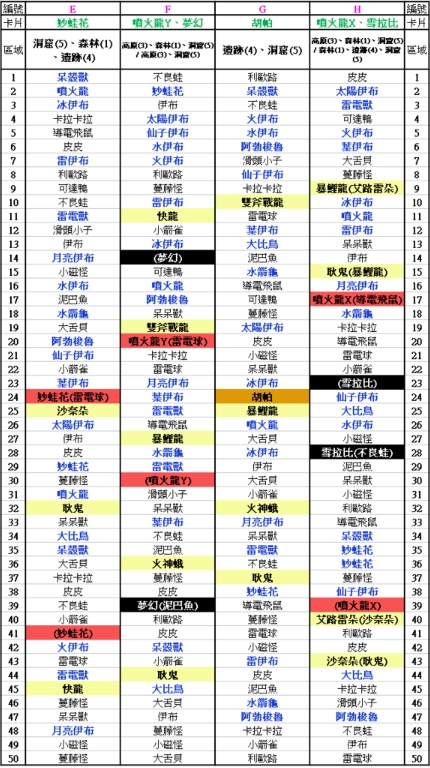 編號 E F G H 編號
卡片 妙蛙花 噴火龍Y、夢幻 胡帕 噴火龍X、雪拉比 卡片
區域 洞窟(5)、森林(1)、遺跡(4) 高原(3)、森林(1)、洞窟(5)/高原(3)、洞窟(5) 遺跡(4)、洞窟(5) 高原(3)、森林(1)、洞窟(5)/森林(1)、遺跡(4)、洞窟(5) 區域
1 呆殼獸 不良蛙 利歐路 皮皮 1
2 噴火龍 妙蛙花 呆殼獸 太陽伊布 2
3 冰伊布 伊布 不良蛙 雷電獸 3
4 卡拉卡拉 太陽伊布 火伊布 可達鴨 4
5 導電飛鼠 仙子伊布 水伊布 火伊布 5
6 皮皮 水伊布 阿勃梭魯 葉伊布 6
7 雷伊布 火伊布 滑頭小子 大舌貝 7
8 利歐路 利歐路 仙子伊布 蔓藤怪 8
9 可達鴨 蔓藤怪 卡拉卡拉 暴鯉龍(艾路雷朵) 9
10 不良蛙 雷伊布 雙斧戰龍 冰伊布 10
11 雷電獸 快龍 雷電球 噴火龍 11
12 滑頭小子 小箭雀 葉伊布 雷伊布 12
13 伊布 冰伊布 大比鳥 呆呆獸 13
14 月亮伊布 (夢幻) 泥巴魚 伊布 14
15 小磁怪 可達鴨 水箭龜 耿鬼(暴鯉龍) 15
16 水伊布 噴火龍 導電飛鼠 月亮伊布 16
17 泥巴魚 阿勃梭魯 可達鴨 噴火龍X(導電飛鼠) 17
18 水箭龜 呆呆獸 蔓藤怪 水箭龜 18
19 大舌貝 雙斧戰龍 太陽伊布 卡拉卡拉 19
20 阿勃梭魯 噴火龍Y(雷電球) 皮皮 導電飛鼠 20
21 仙子伊布 卡拉卡拉 小磁怪 雷電球 21
22 小箭雀 雷電球 呆呆獸 小箭雀 22
23 葉伊布 月亮伊布 冰伊布 (雪拉比) 23
24 妙蛙花(雷電球) 葉伊布 胡帕 仙子伊布 24
25 沙奈朵 雷電獸 暴鯉龍 大比鳥 25
26 太陽伊布 導電飛鼠 噴火龍 水伊布 26
27 伊布 暴鯉龍 大舌貝 小磁怪 27
28 皮皮 水箭龜 冰伊布 雪拉比(不良蛙) 28
29 妙蛙花 雷電獸 伊布 泥巴魚 29
30 蔓藤怪 (噴火龍Y) 大舌貝 呆呆獸 30
31 噴火龍 滑頭小子 小箭雀 小磁怪 31
32 耿鬼 呆呆獸 火神蛾 利歐路 32
33 呆呆獸 葉伊布 月亮伊布 導電飛鼠 33
34 大比鳥 不良蛙 呆呆獸 呆殼獸 34
35 呆殼獸 泥巴魚 雷電獸 妙蛙花 35
36 大舌貝 火神蛾 不良蛙 妙蛙花 36
37 卡拉卡拉 蔓藤怪 耿鬼 蔓藤怪 37
38 皮皮 皮皮 妙蛙花 仙子伊布 38
39 不良蛙 夢幻(泥巴魚) 導電飛鼠 (噴火龍X) 39
40 小箭雀 利歐路 蔓藤怪 艾路雷朵(沙奈朵) 40
41 (妙蛙花) 皮皮 雷電球 利歐路 41
42 火伊布 呆殼獸 小磁怪 皮皮 42
43 雷電球 小箭雀 雷伊布 沙奈朵(耿鬼) 43
44 雷電獸 耿鬼 皮皮 大比鳥 44
45 快龍 大比鳥 泥巴魚 卡拉卡拉 45
46 蔓藤怪 大舌貝 水箭龜 滑頭小子 46
47 呆呆獸 伊布 阿勃梭魯 阿勃梭魯 47
48 月亮伊布 蔓藤怪 卡拉卡拉 不良蛙 48
49 小磁怪 小磁怪 小箭雀 伊布 49
50 蔓藤怪 大舌貝 利歐路 雷電球 50